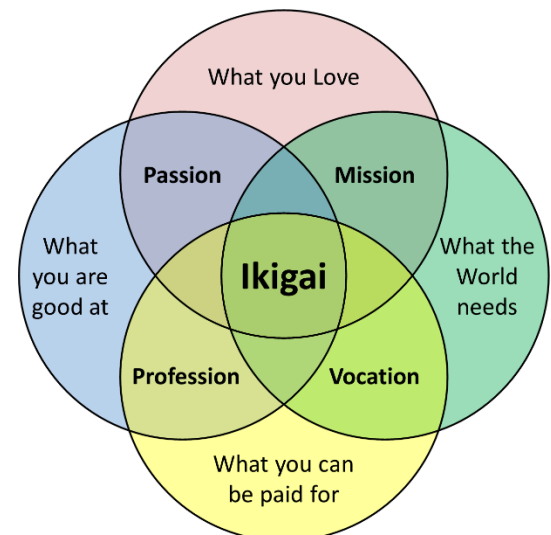 What you Love
Passion
Mission
What
you are
good at
Ikigai
What the
World
needs
Profession
Vocation
What you can
be paid for